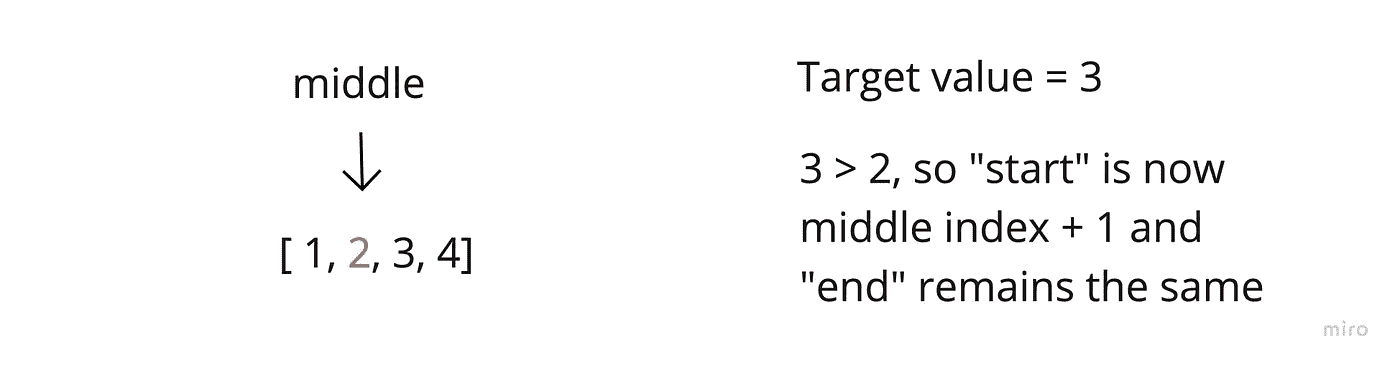 middle
[ 1, 2, 3, 4]
Target value = 3
3 > 2, so "start" is now
middle index + 1 and
"end" remains the same
miro